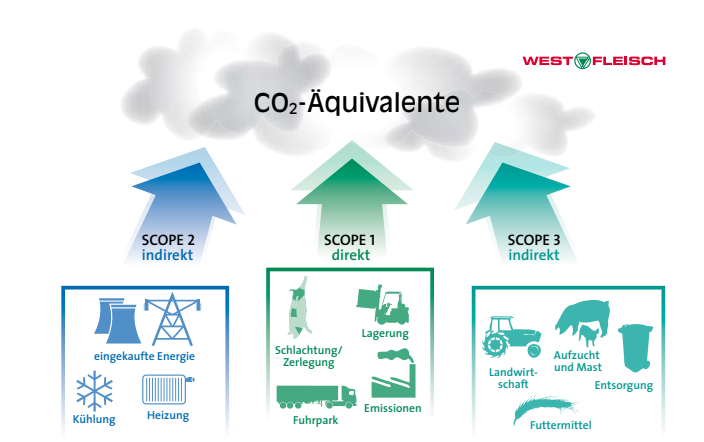 WESTFLEISCH
CO₂-Äquivalente
SCOPE 2
indirekt
SCOPE 1
direkt
SCOPE 3
indirekt
eingekaufte Energie
Kühlung
Heizung
Schlachtung/
Zerlegung
Lagerung
Fuhrpark
Emissionen
Landwirt-
schaft
Aufzucht
und Mast
Entsorgung
Futtermittel